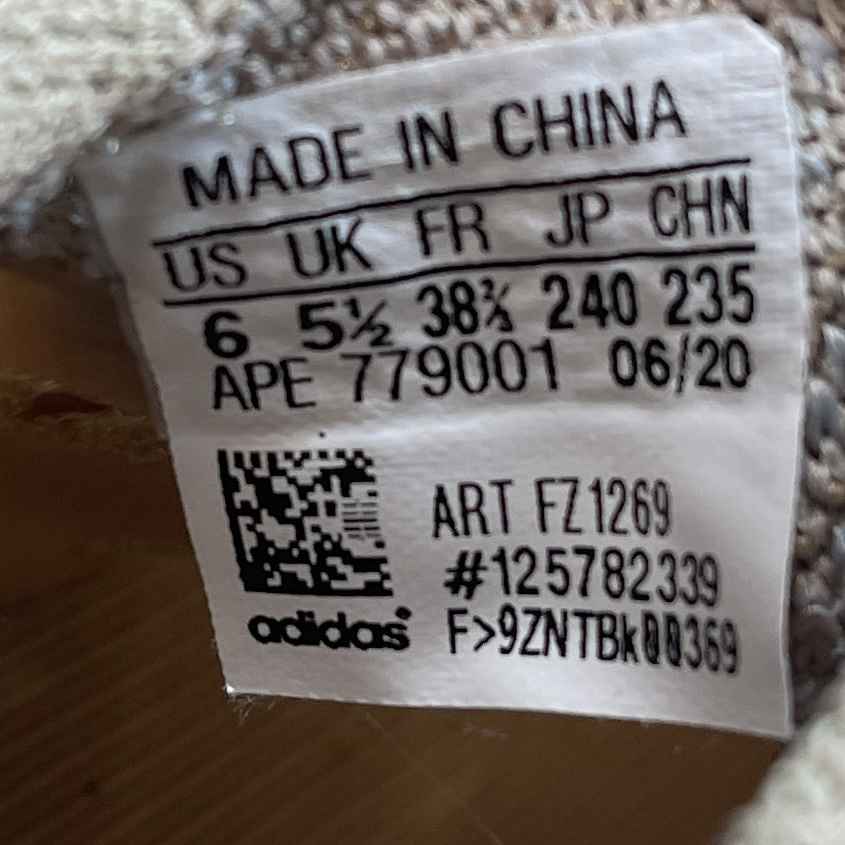 MADE IN CHINA
US UK FR JP CHN
6 5½ 38⅔ 240 235
APE 779001 06/20
ART FZ1269
#125782339
adidas F>9ZNTBk00369